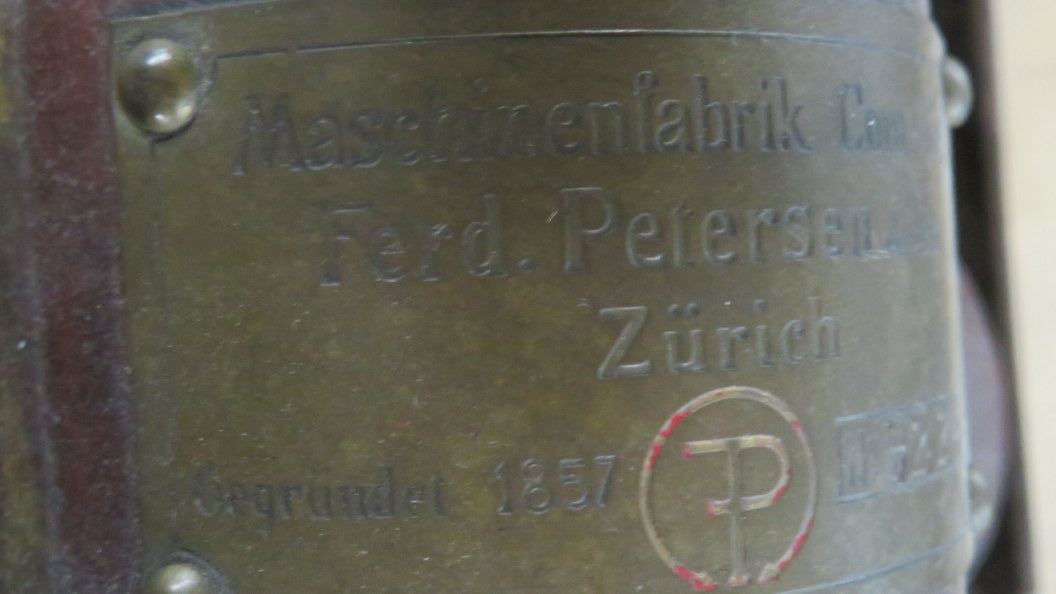 Maschinenfabrik
Ferd. Petersen
Zürich
Gegründet 1857